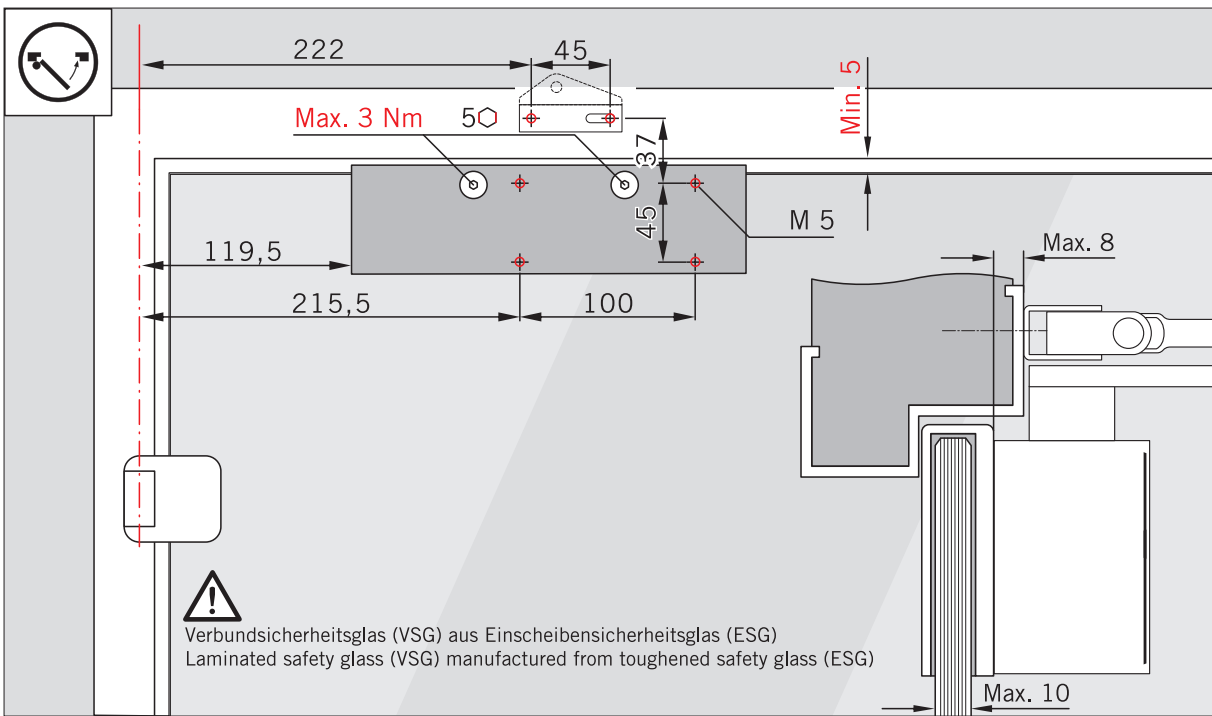 222
45
Min. 5
Max. 3 Nm
5
37
45
M 5
119,5
Max. 8
215,5
100
Verbundsicherheitsglas (VSG) aus Einscheibensicherheitsglas (ESG)
Laminated safety glass (VSG) manufactured from toughened safety glass (ESG)
Max. 10